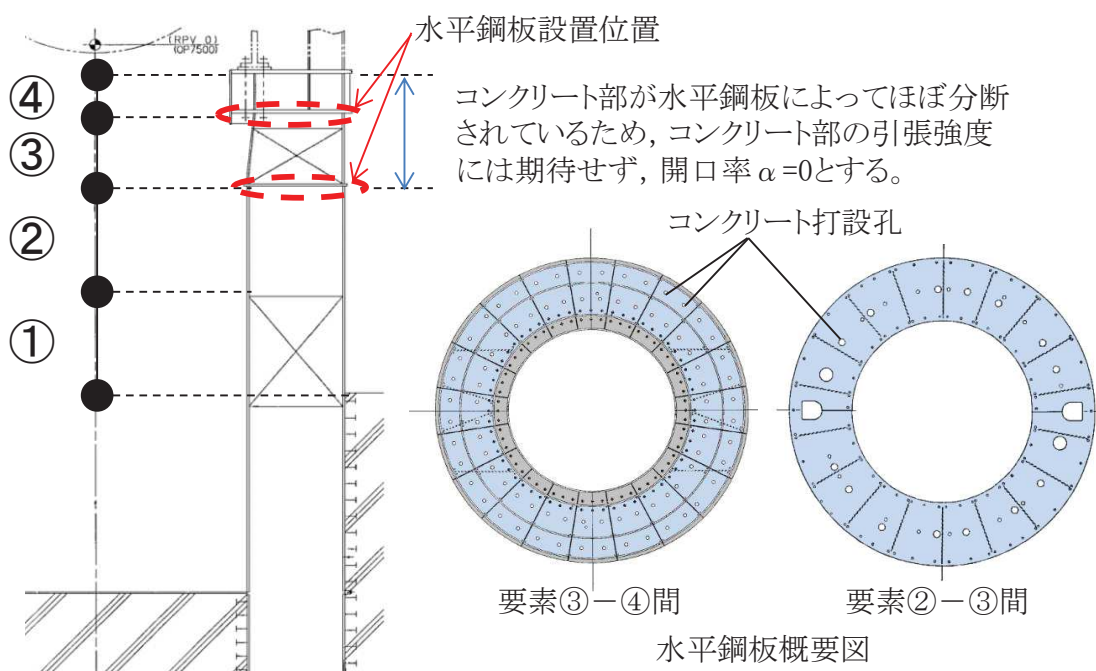 水平鋼板設置位置
(RPV 0)
(OP7500)
コンクリート部が水平鋼板によってほぼ分断
されているため, コンクリート部の引張強度
には期待せず, 開口率α=0とする。
④
③
②
①
コンクリート打設孔
要素③－④間
要素②－③間
水平鋼板概要図